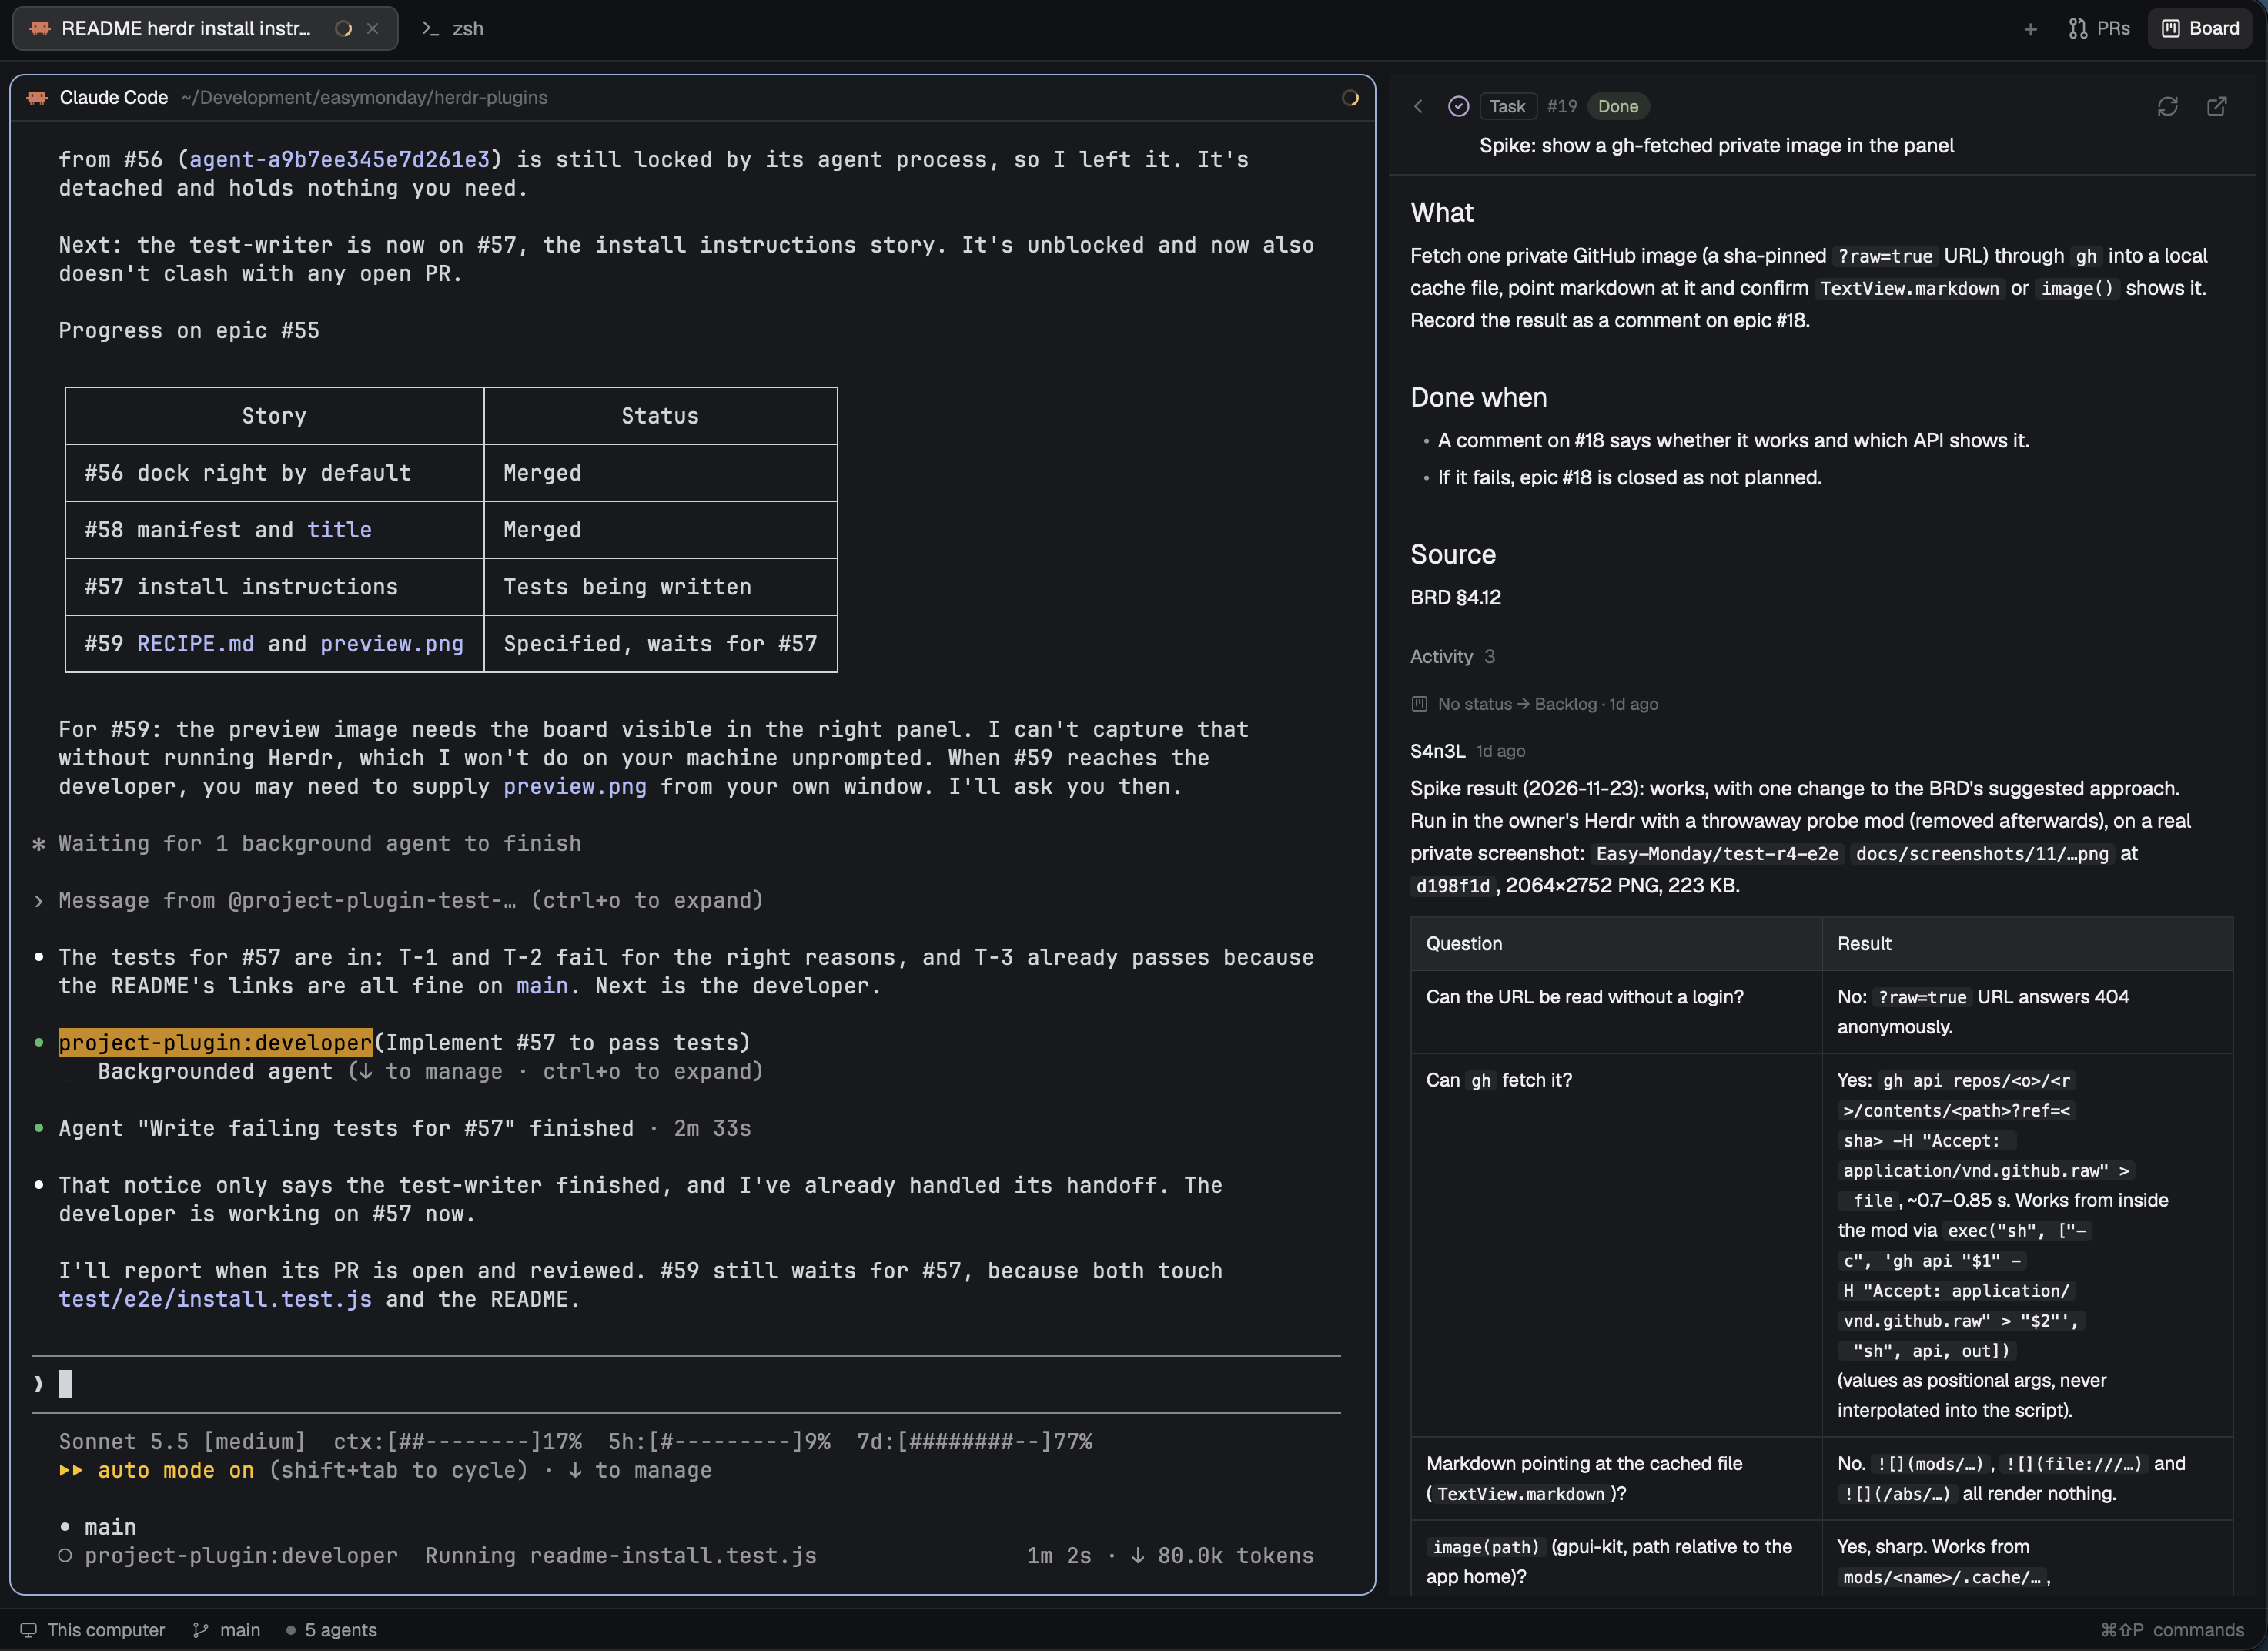 README herdr install instr...
zsh
PRs
Board
Claude Code ~/Development/easymonday/herdr-plugins
from #56 (agent-a9b7ee345e7d261e3) is still locked by its agent process, so I left it. It's
detached and holds nothing you need.
Next: the test-writer is now on #57, the install instructions story. It's unblocked and now also
doesn't clash with any open PR.
Progress on epic #55
Story Status
#56 dock right by default Merged
#58 manifest and title Merged
#57 install instructions Tests being written
#59 RECIPE.md and preview.png Specified, waits for #57
For #59: the preview image needs the board visible in the right panel. I can't capture that
without running Herdr, which I won't do on your machine unprompted. When #59 reaches the
developer, you may need to supply preview.png from your own window. I'll ask you then.
✻ Waiting for 1 background agent to finish
› Message from @project-plugin-test-… (ctrl+o to expand)
● The tests for #57 are in: T-1 and T-2 fail for the right reasons, and T-3 already passes because
the README's links are all fine on main. Next is the developer.
● project-plugin:developer(Implement #57 to pass tests)
⎿ Backgrounded agent (↓ to manage · ctrl+o to expand)
● Agent "Write failing tests for #57" finished · 2m 33s
● That notice only says the test-writer finished, and I've already handled its handoff. The
developer is working on #57 now.
I'll report when its PR is open and reviewed. #59 still waits for #57, because both touch
test/e2e/install.test.js and the README.
❯
Sonnet 5.5 [medium] ctx:[##--------]17% 5h:[#---------]9% 7d:[########--]77%
⏵⏵ auto mode on (shift+tab to cycle) · ↓ to manage
● main
○ project-plugin:developer Running readme-install.test.js 1m 2s · ↓ 80.0k tokens
Task #19 Done
Spike: show a gh-fetched private image in the panel
What
Fetch one private GitHub image (a sha-pinned ?raw=true URL) through gh into a local
cache file, point markdown at it and confirm TextView.markdown or image() shows it.
Record the result as a comment on epic #18.
Done when
• A comment on #18 says whether it works and which API shows it.
• If it fails, epic #18 is closed as not planned.
Source
BRD §4.12
Activity 3
No status → Backlog · 1d ago
S4n3L 1d ago
Spike result (2026-11-23): works, with one change to the BRD's suggested approach.
Run in the owner's Herdr with a throwaway probe mod (removed afterwards), on a real
private screenshot: Easy-Monday/test-r4-e2e docs/screenshots/11/…png at
d198f1d, 2064×2752 PNG, 223 KB.
Question Result
Can the URL be read without a login? No: ?raw=true URL answers 404
anonymously.
Can gh fetch it? Yes: gh api repos/<o>/<r
>/contents/<path>?ref=<
sha> -H "Accept:
application/vnd.github.raw" >
file, ~0.7–0.85 s. Works from inside
the mod via exec("sh", ["-
c", 'gh api "$1" -
H "Accept: application/
vnd.github.raw" > "$2"',
"sh", api, out])
(values as positional args, never
interpolated into the script).
Markdown pointing at the cached file No. ![](mods/…), ![](file:///…) and
(TextView.markdown)? ![](/abs/…) all render nothing.
image(path) (gpui-kit, path relative to the Yes, sharp. Works from
app home)? mods/<name>/.cache/…,
This computer main 5 agents
⌘⇧P commands